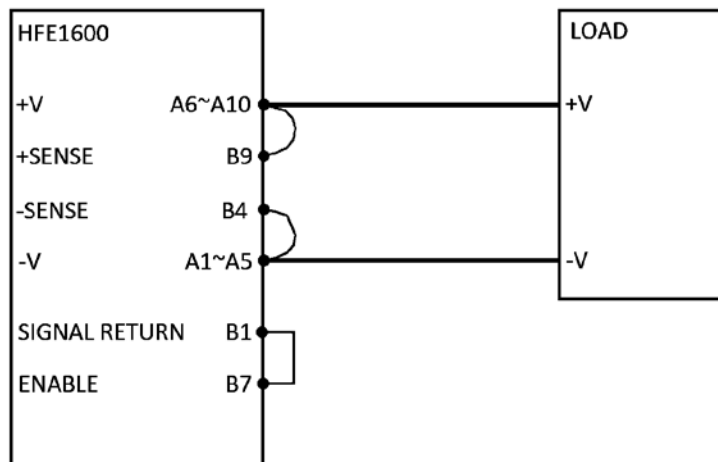 HFE1600 LOAD
+V A6~A10 +V
+SENSE B9
-SENSE B4
-V A1~A5 -V
SIGNAL RETURN B1
ENABLE B7